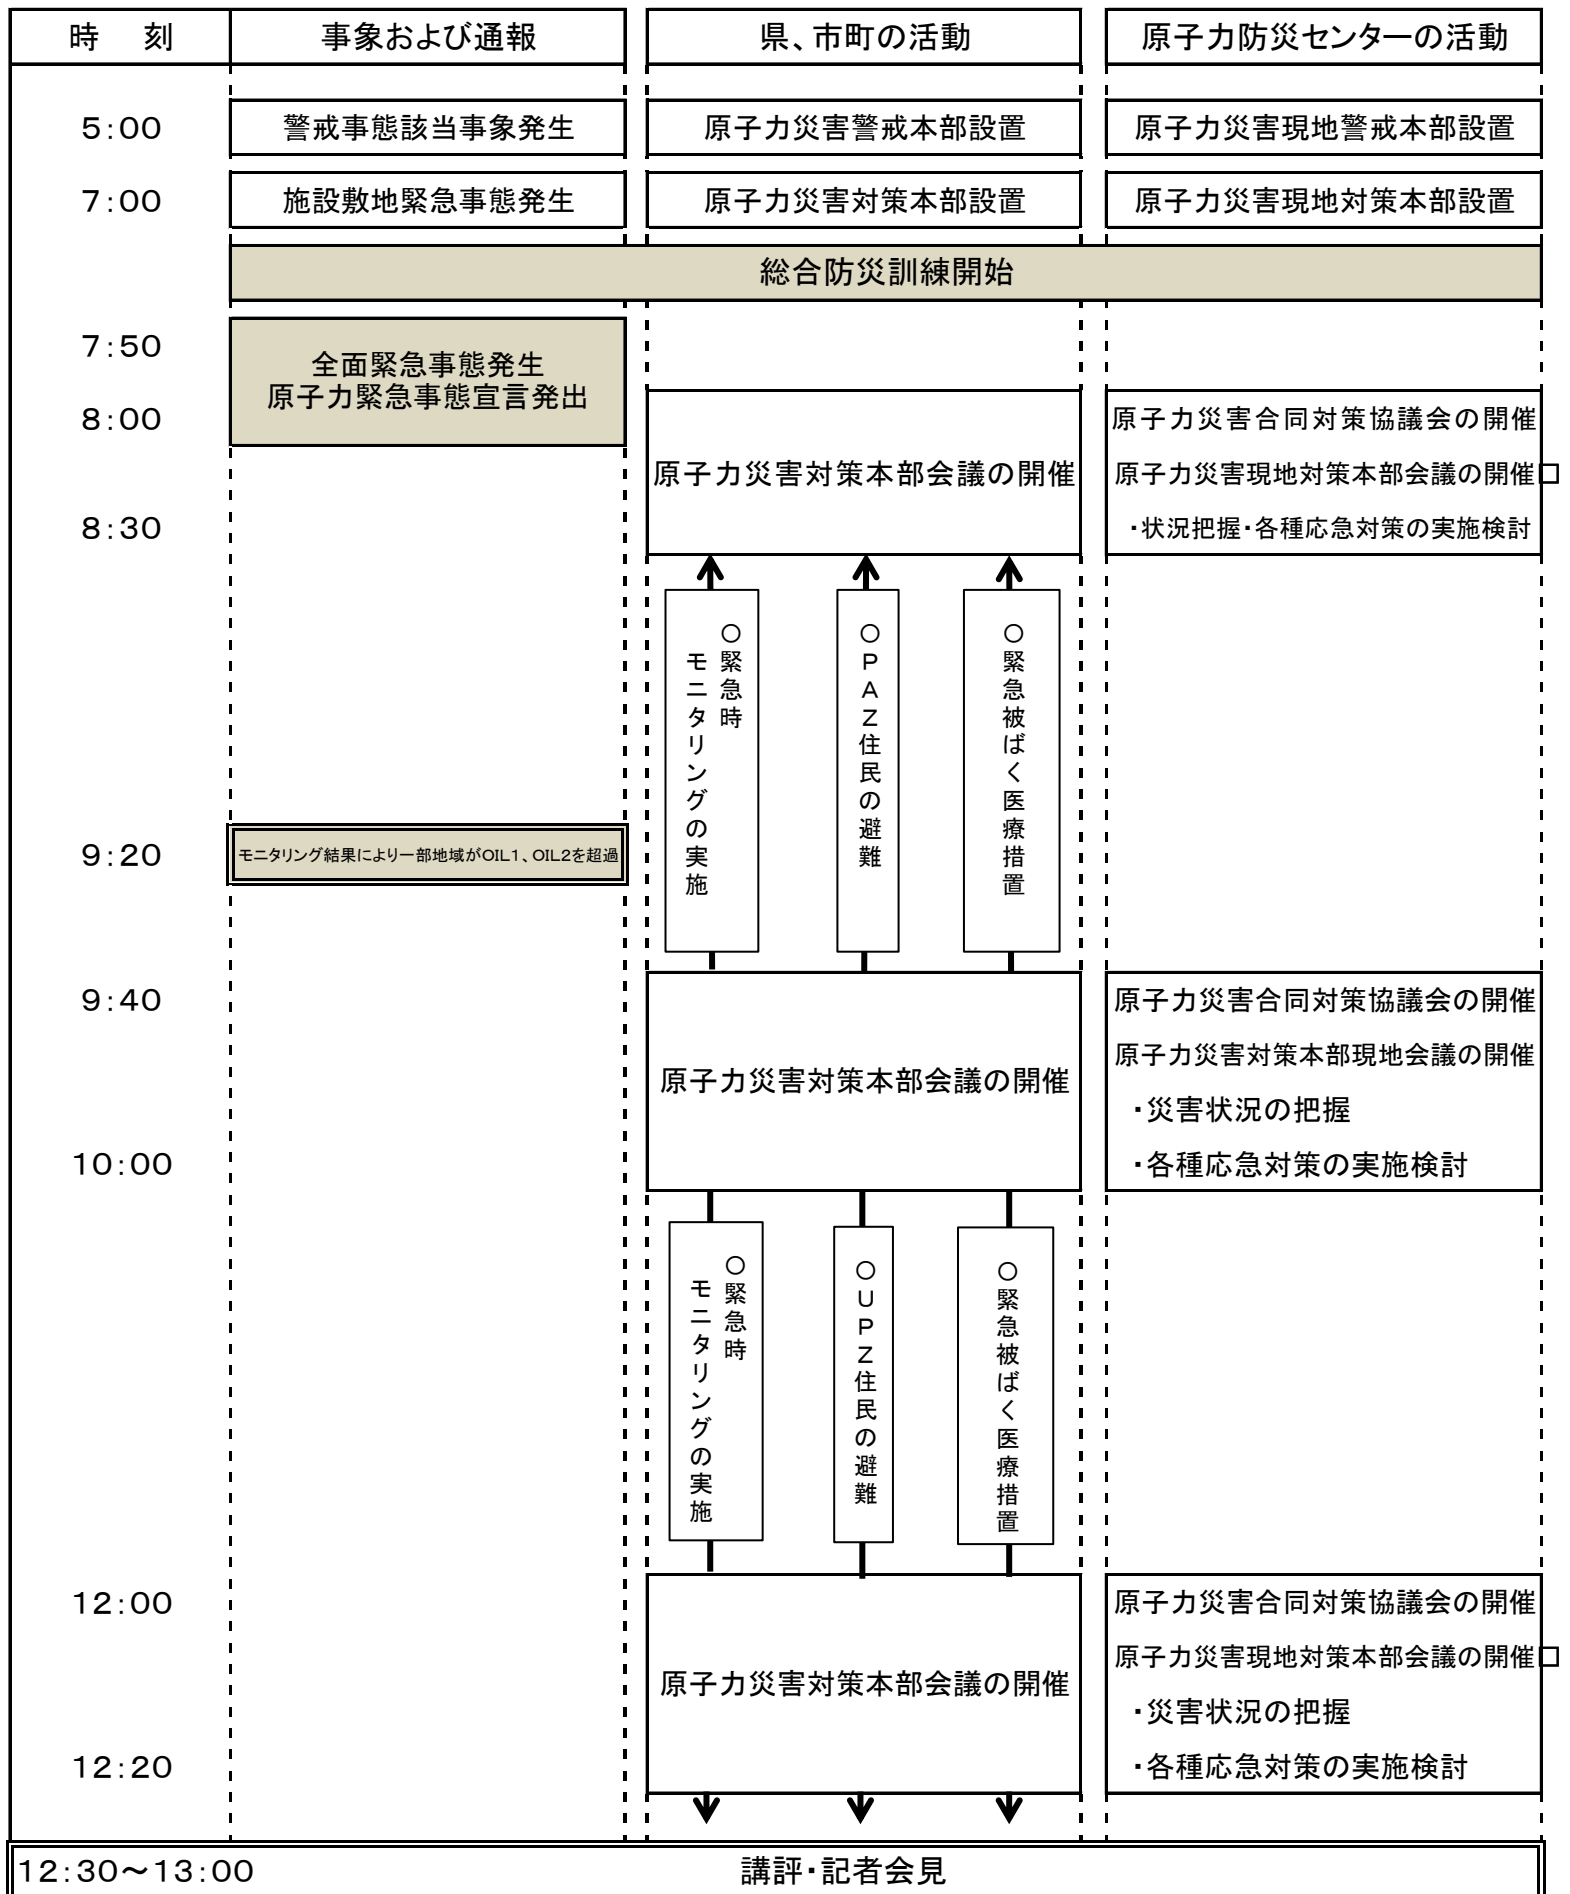 時　刻
事象および通報
県、市町の活動
原子力防災センターの活動
5:00
警戒事態該当事象発生
原子力災害警戒本部設置
原子力災害現地警戒本部設置
7:00
施設敷地緊急事態発生
原子力災害対策本部設置
原子力災害現地対策本部設置
総合防災訓練開始
7:50
全面緊急事態発生
原子力緊急事態宣言発出
8:00
原子力災害対策本部会議の開催
原子力災害合同対策協議会の開催
原子力災害現地対策本部会議の開催
8:30
・状況把握・各種応急対策の実施検討
○緊急時
モニタリングの実施
○PAZ住民の避難
○緊急被ばく医療措置
9:20
モニタリング結果により一部地域がOIL1、OIL2を超過
9:40
原子力災害対策本部会議の開催
原子力災害合同対策協議会の開催
原子力災害対策本部現地会議の開催
・災害状況の把握
10:00
・各種応急対策の実施検討
○緊急時
モニタリングの実施
○UPZ住民の避難
○緊急被ばく医療措置
12:00
原子力災害対策本部会議の開催
原子力災害合同対策協議会の開催
原子力災害現地対策本部会議の開催
・災害状況の把握
12:20
・各種応急対策の実施検討
12:30～13:00
講評・記者会見